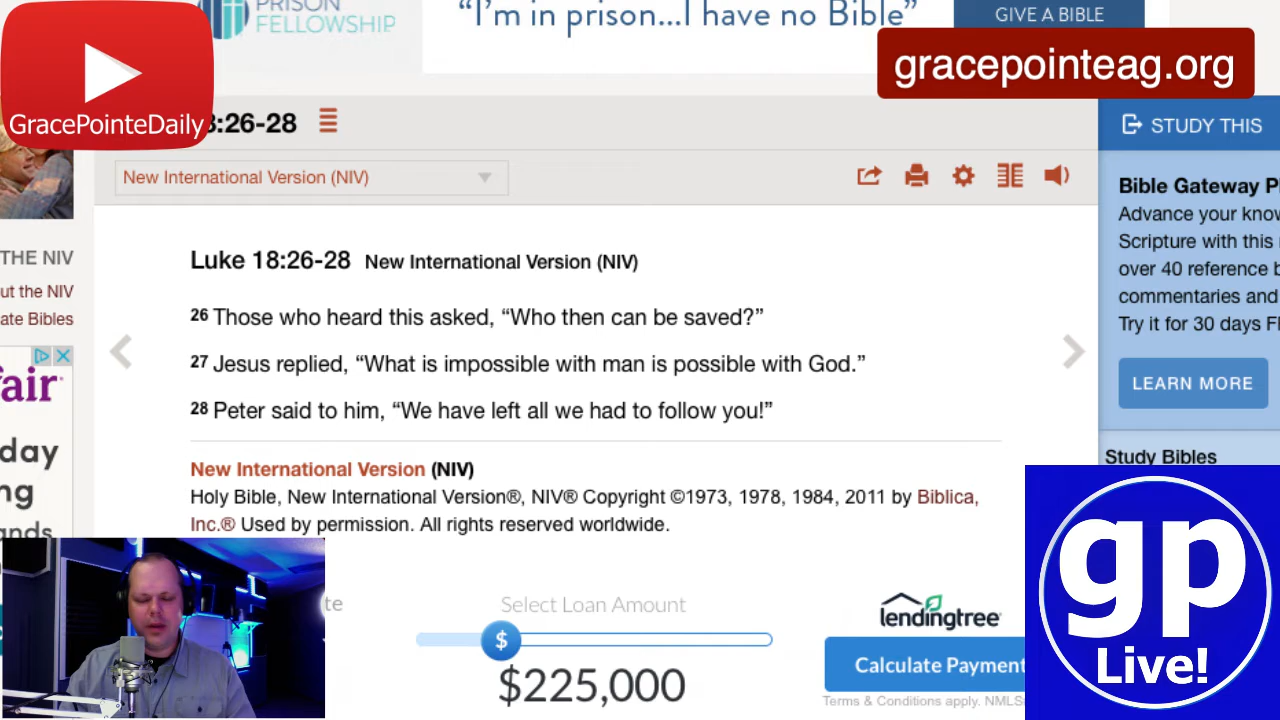 PRISON
FELLOWSHIP
“I’m in prison...I have no Bible”
GIVE A BIBLE
gracepointeag.org
GracePointeDaily
8:26-28
STUDY THIS
New International Version (NIV)
Bible Gateway Pl
Advance your know
Scripture with this
over 40 reference b
commentaries and
Try it for 30 days F
LEARN MORE
Study Bibles
THE NIV
ut the NIV
ate Bibles
Luke 18:26-28 New International Version (NIV)
26 Those who heard this asked, “Who then can be saved?”
27 Jesus replied, “What is impossible with man is possible with God.”
28 Peter said to him, “We have left all we had to follow you!”
New International Version (NIV)
Holy Bible, New International Version®, NIV® Copyright ©1973, 1978, 1984, 2011 by Biblica,
Inc.® Used by permission. All rights reserved worldwide.
fair
day
ng
ands
te
Select Loan Amount
$
$225,000
lendingtree
Calculate Payment
Terms & Conditions apply. NMLS
gp
Live!